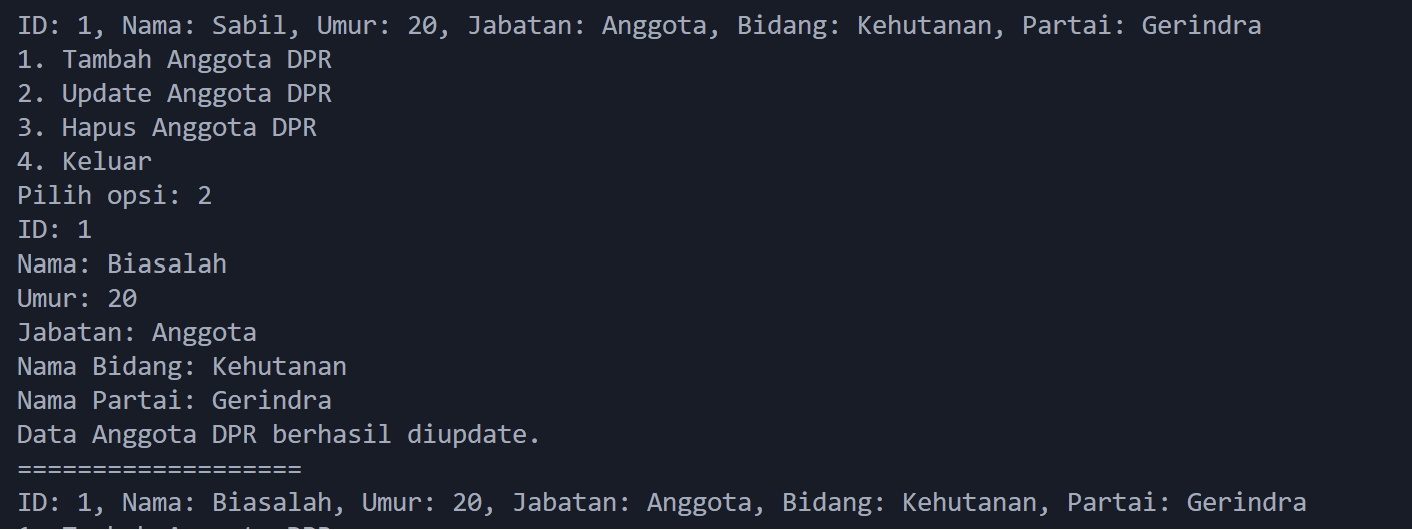 ID: 1, Nama: Sabil, Umur: 20, Jabatan: Anggota, Bidang: Kehutanan, Partai: Gerindra
1. Tambah Anggota DPR
2. Update Anggota DPR
3. Hapus Anggota DPR
4. Keluar
Pilih opsi: 2
ID: 1
Nama: Biasalah
Umur: 20
Jabatan: Anggota
Nama Bidang: Kehutanan
Nama Partai: Gerindra
Data Anggota DPR berhasil diupdate.
===================
ID: 1, Nama: Biasalah, Umur: 20, Jabatan: Anggota, Bidang: Kehutanan, Partai: Gerindra